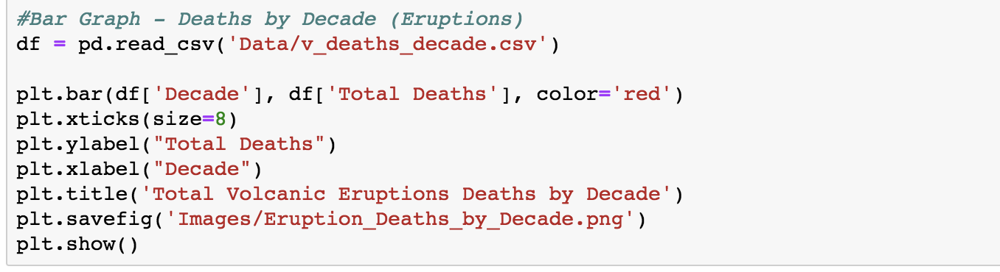 #Bar Graph - Deaths by Decade (Eruptions)
df = pd.read_csv('Data/v_deaths_decade.csv')
plt.bar(df['Decade'], df['Total Deaths'], color='red')
plt.xticks(size=8)
plt.ylabel("Total Deaths")
plt.xlabel("Decade")
plt.title('Total Volcanic Eruptions Deaths by Decade')
plt.savefig('Images/Eruption_Deaths_by_Decade.png')
plt.show()